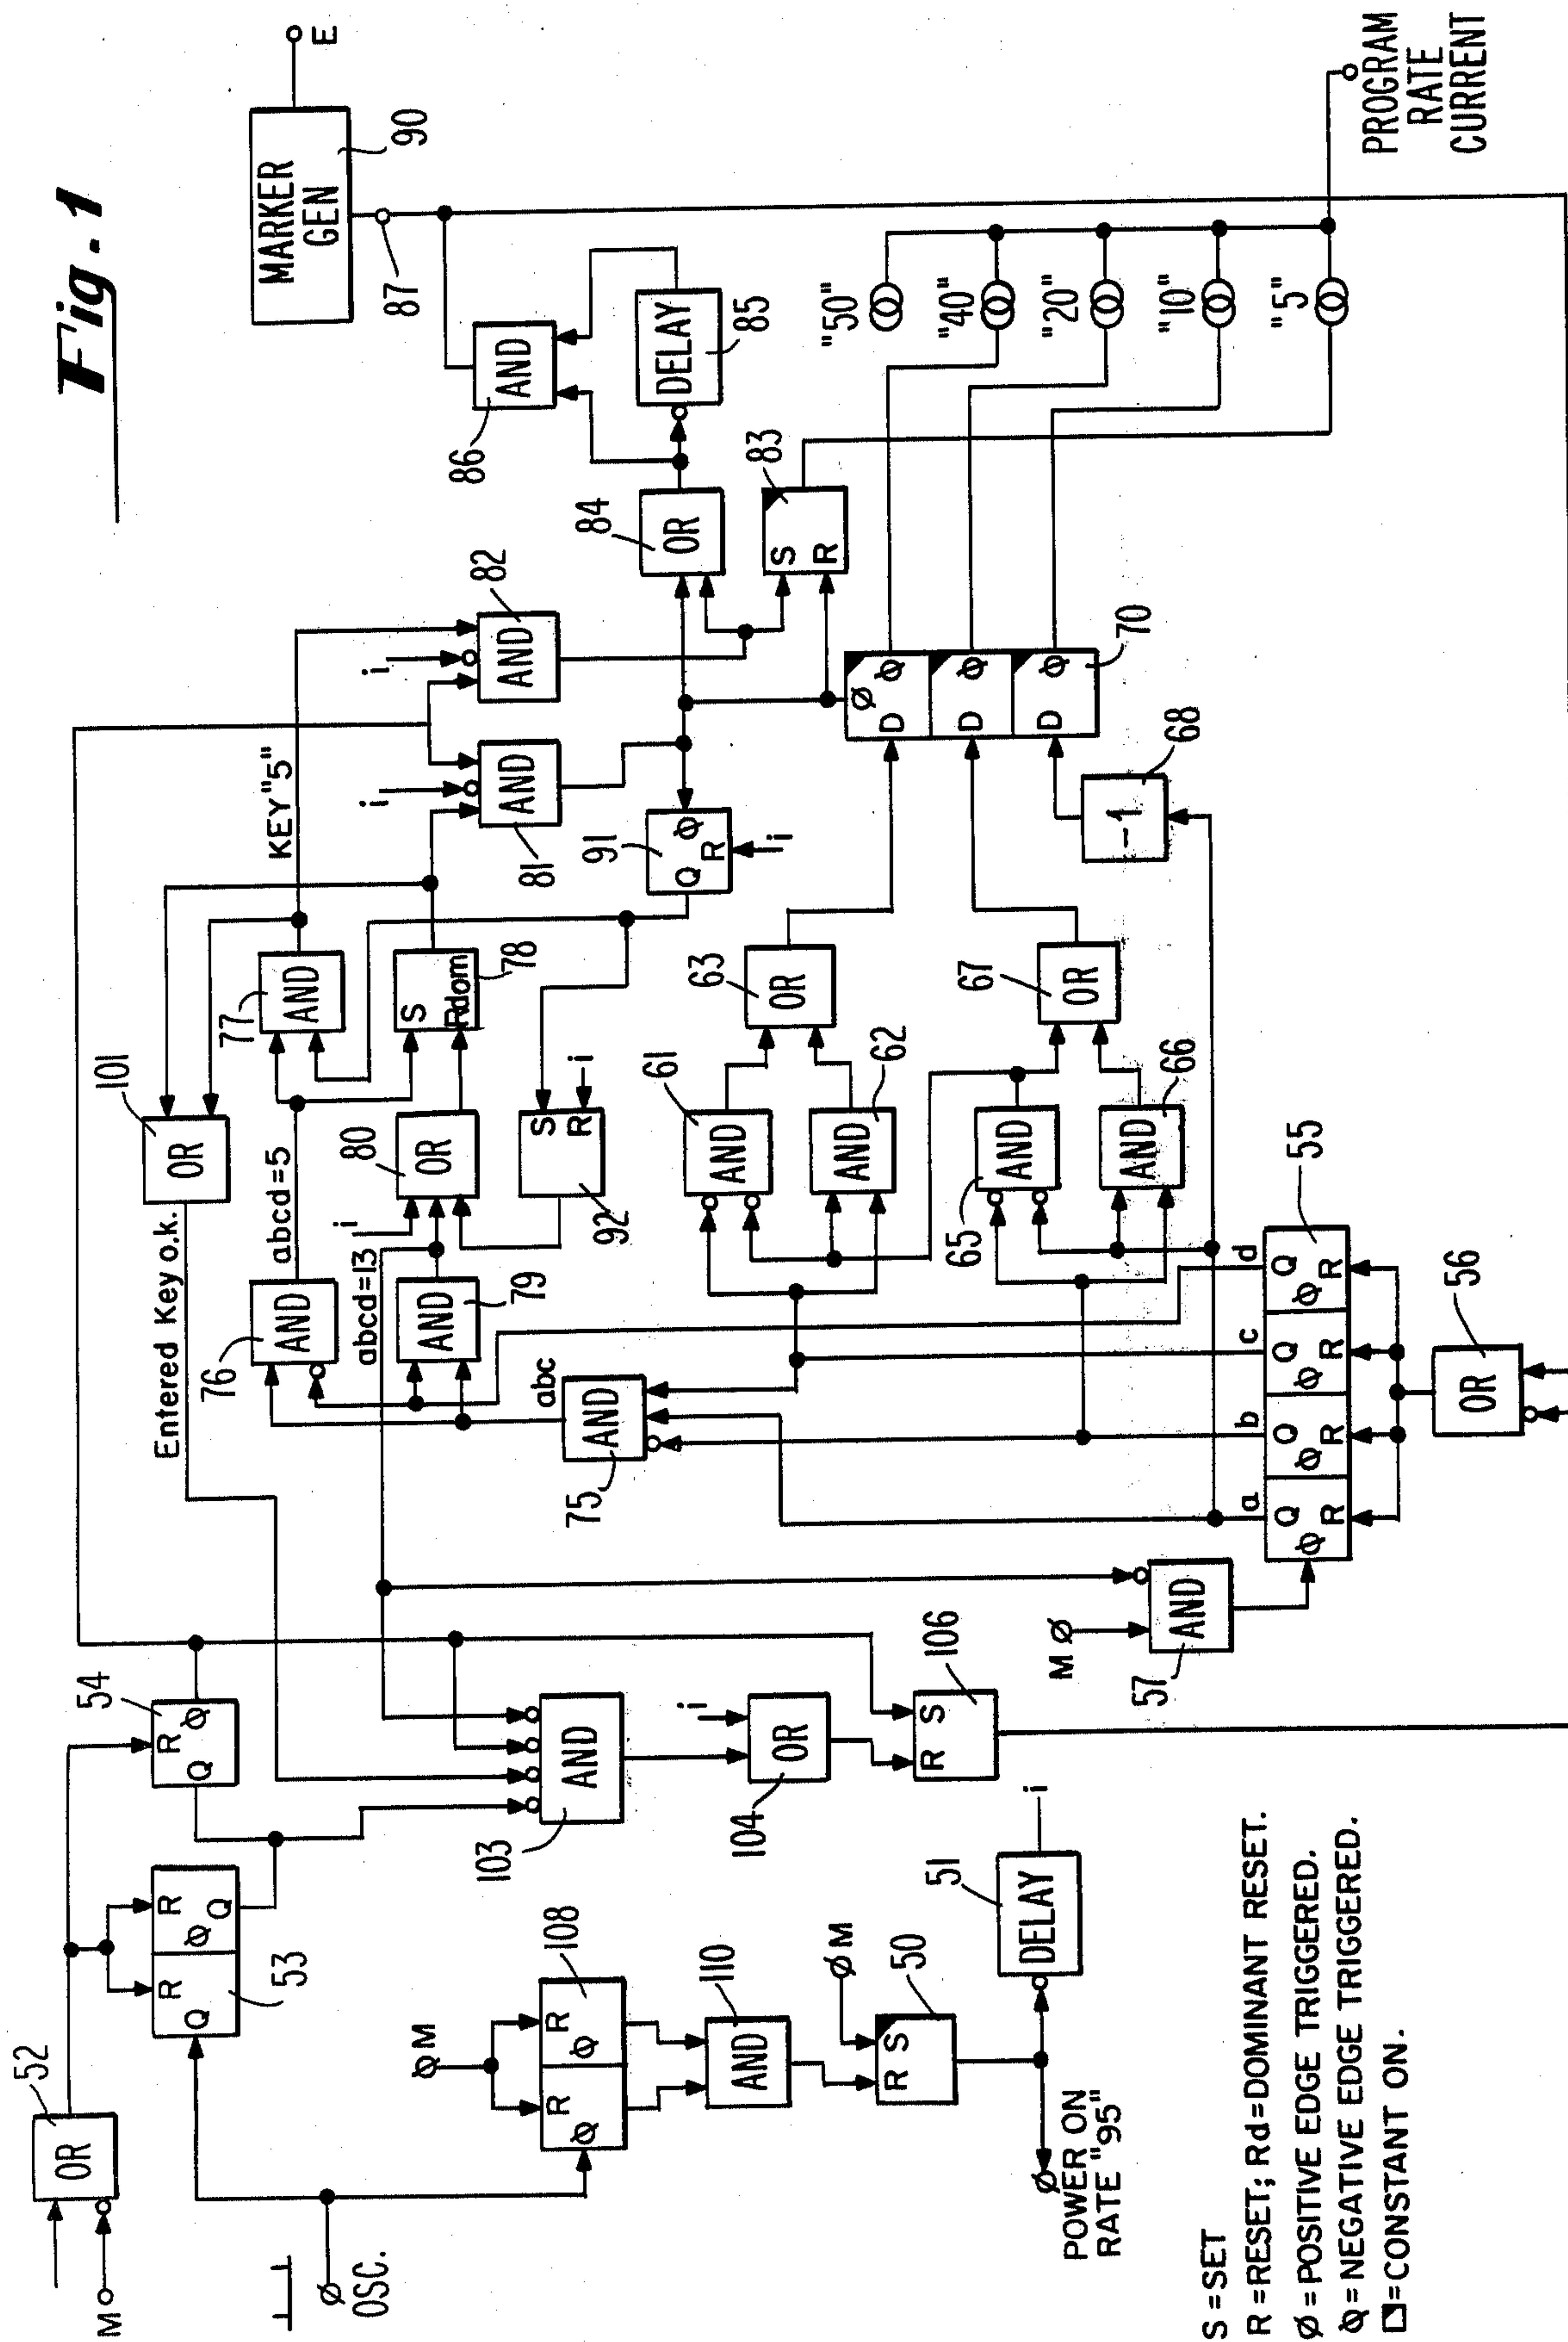 Fig. 1
MARKER GEN
90
E
87
AND
86
DELAY
85
OR
84
S
R
83
"50"
"40"
"20"
"10"
"5"
PROGRAM
RATE
CURRENT
KEY "5"
i
AND
82
i
AND
81
Q
R
91
i
D
D
D
70
-1
68
101
OR
77
AND
S
Rdom
78
80
OR
i
S
R
i
92
Entered Key o.k.
abcd=5
abcd=13
76
AND
AND
79
abc
AND
75
61
AND
AND
62
63
OR
65
AND
AND
66
67
OR
a
b
c
d
Q
Q
Q
R
R
R
R
55
OR
56
M
AND
57
52
OR
M
R
R
Q
Q
53
54
R
Q
103
AND
i
OR
104
R
S
106
OSC.
M
R
R
108
AND
110
M
R
S
50
DELAY
51
i
POWER ON
RATE "95"
S = SET
R = RESET; Rd = DOMINANT RESET.
= POSITIVE EDGE TRIGGERED.
= NEGATIVE EDGE TRIGGERED.
= CONSTANT ON.